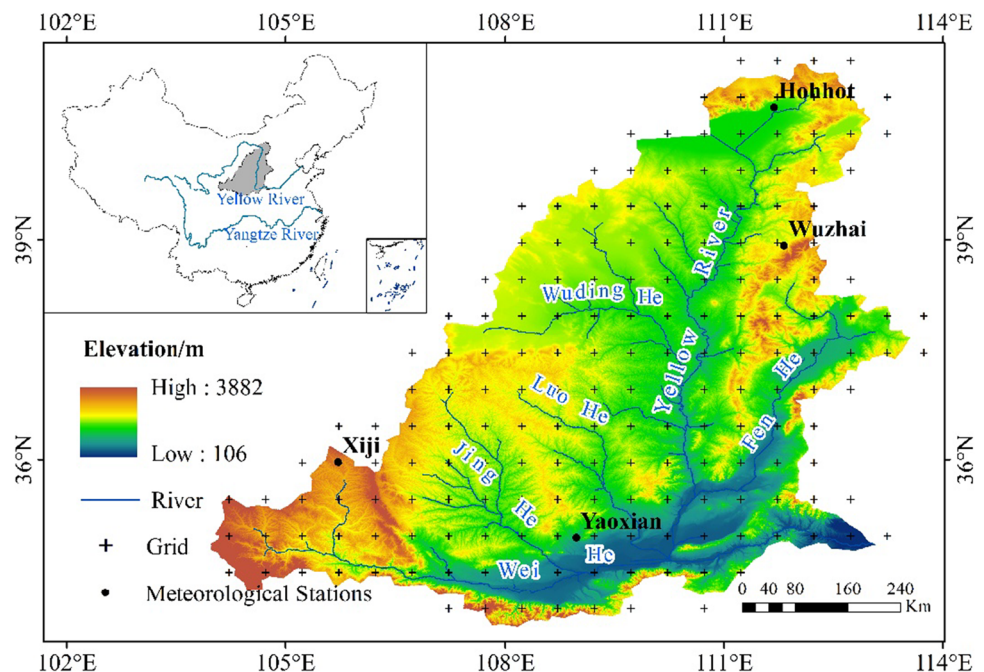 102°E 105°E 108°E 111°E 114°E
39°N
36°N
Yellow River
Yangtze River
Hohhot
Wuzhai
Yellow River
Wuding He
Luo He
Fen He
Jing He
Xiji
Yaoxian
Wei He
Elevation/m
High : 3882
Low : 106
River
Grid
Meteorological Stations
0 40 80 160 240
Km
39°N
36°N
102°E 105°E 108°E 111°E 114°E